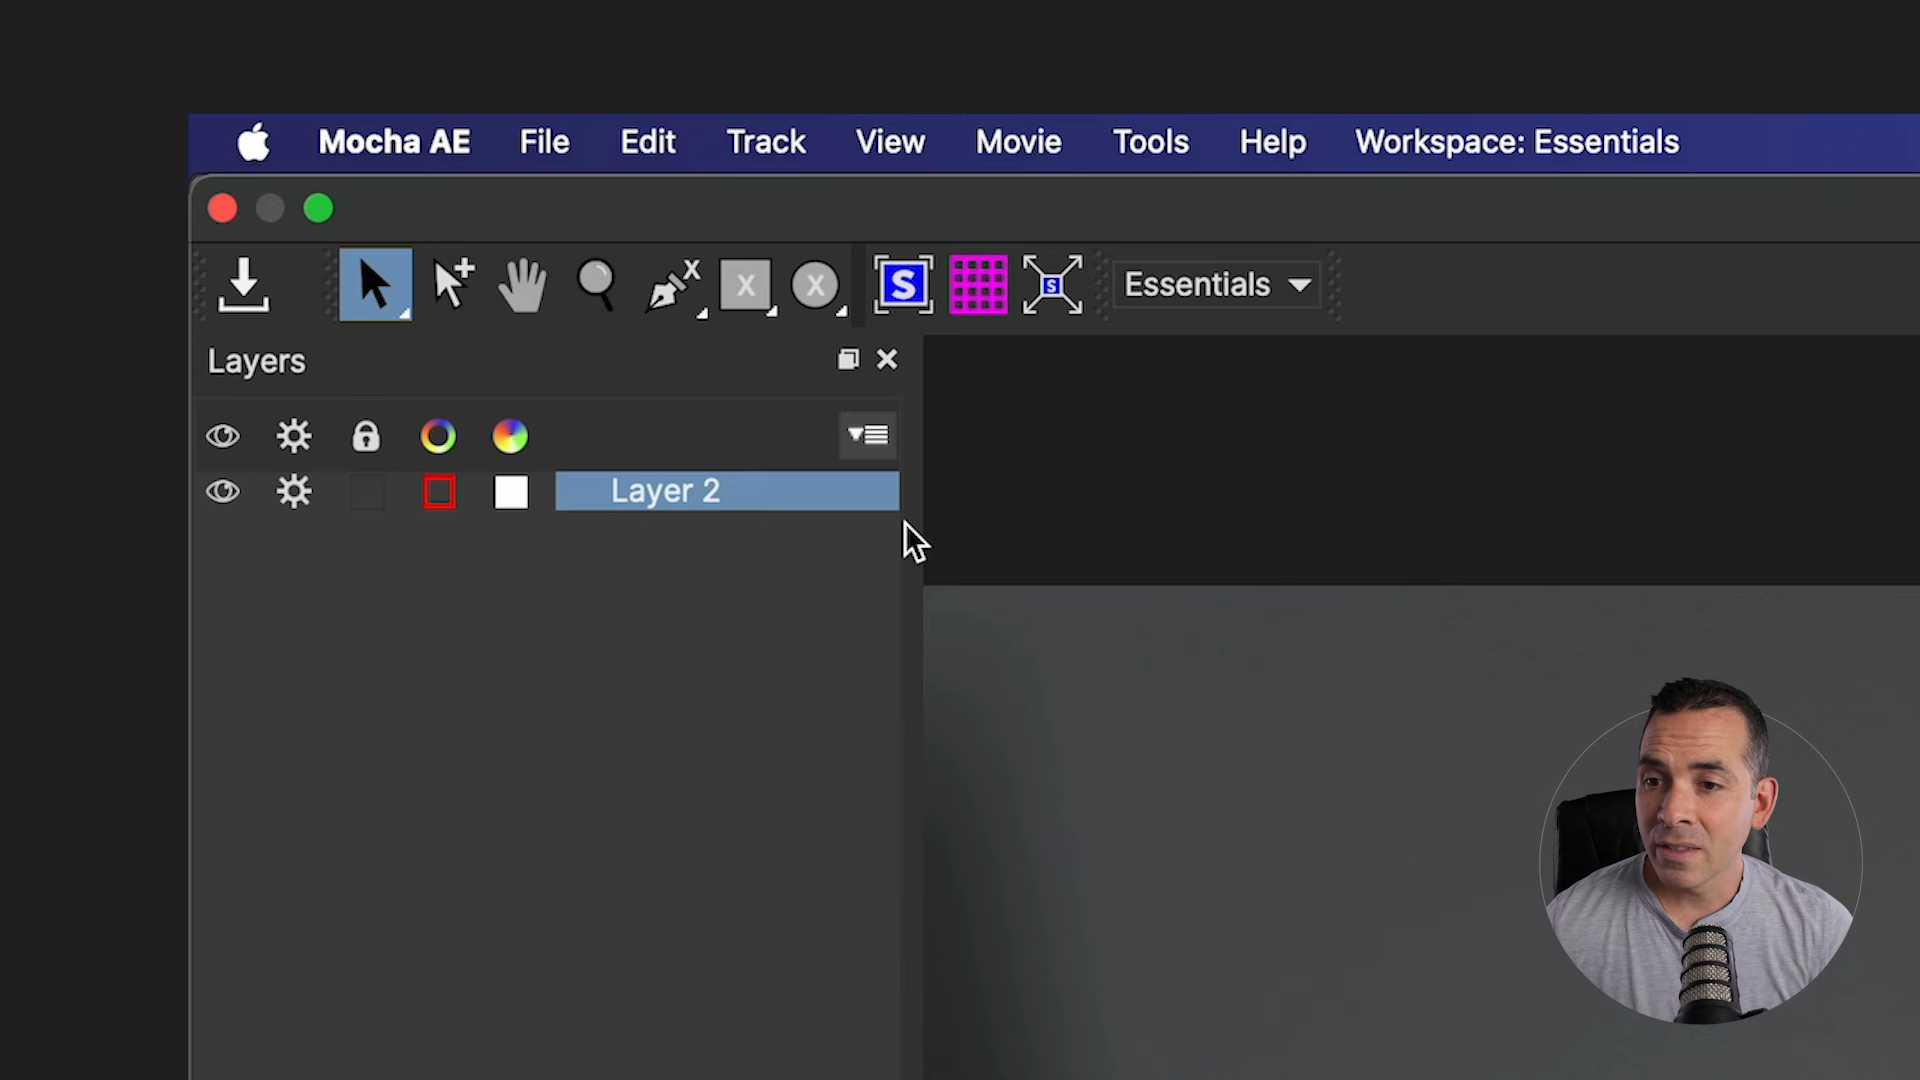 Mocha AE File Edit Track View Movie Tools Help Workspace: Essentials
X X X S S Essentials
Layers
Layer 2